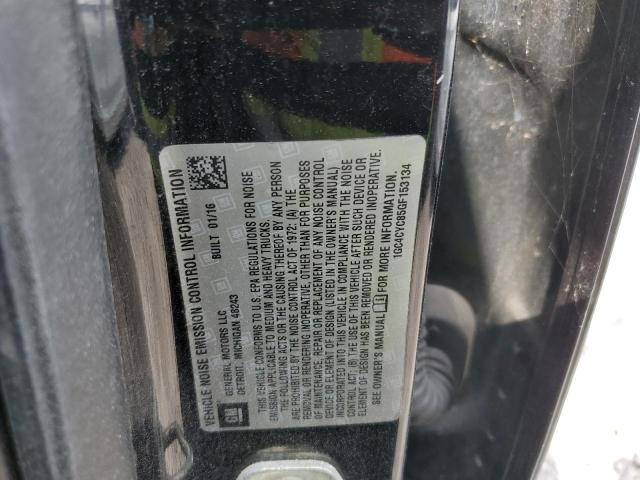 VEHICLE NOISE EMISSION CONTROL INFORMATION
GM
GENERAL MOTORS LLC
DETROIT, MICHIGAN 48243
BUILT 01/16
THIS VEHICLE CONFORMS TO U.S. EPA REGULATIONS FOR NOISE
EMISSION APPLICABLE TO MEDIUM AND HEAVY TRUCKS.
THE FOLLOWING ACTS OR THE CAUSING THEREOF BY ANY PERSON
ARE PROHIBITED BY THE NOISE CONTROL ACT OF 1972: (A) THE
REMOVAL OR RENDERING INOPERATIVE, OTHER THAN FOR PURPOSES
OF MAINTENANCE, REPAIR OR REPLACEMENT OF ANY NOISE CONTROL
DEVICE OR ELEMENT OF DESIGN (LISTED IN THE OWNER'S MANUAL)
INCORPORATED INTO THIS VEHICLE IN COMPLIANCE WITH THE NOISE
CONTROL ACT; (B) THE USE OF THIS VEHICLE AFTER SUCH DEVICE OR
ELEMENT OF DESIGN HAS BEEN REMOVED OR RENDERED INOPERATIVE.
SEE OWNER'S MANUAL FOR MORE INFORMATION.
1GC4CYC85GF153134